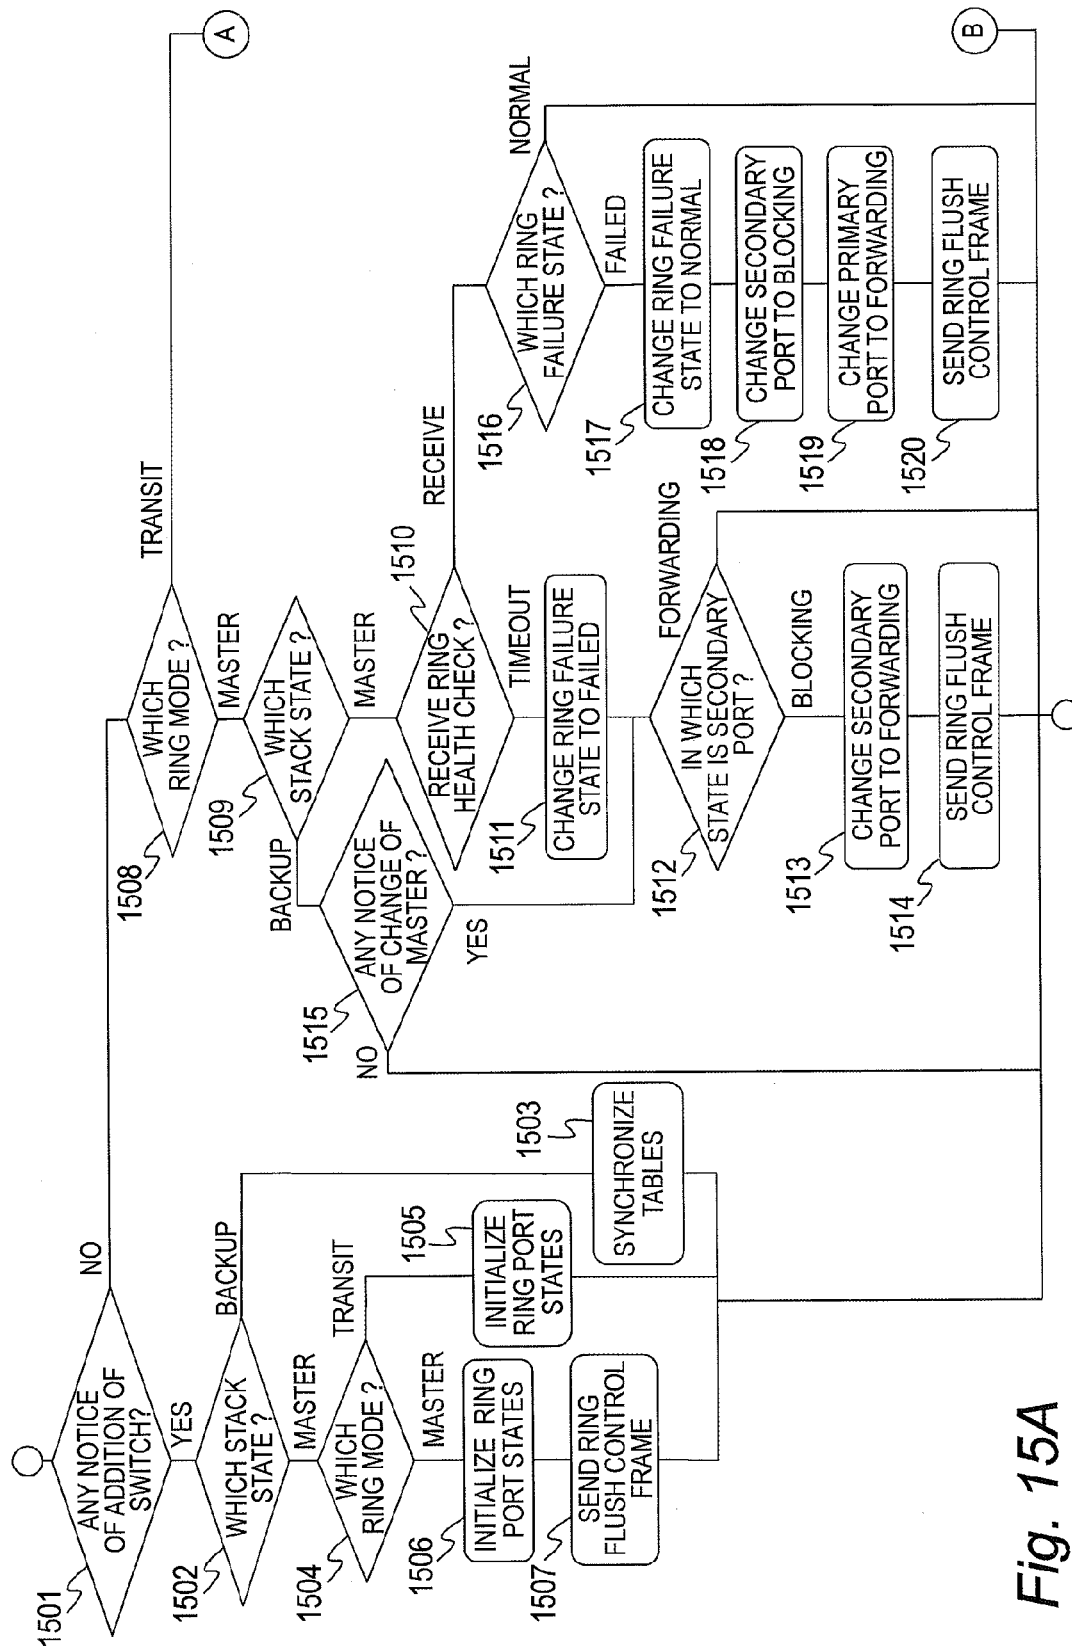 ANY NOTICE
OF ADDITION OF
SWITCH?
1501
NO
YES
WHICH STACK
STATE ?
1502
BACKUP
MASTER
WHICH
RING MODE ?
1504
TRANSIT
MASTER
INITIALIZE RING
PORT STATES
1506
SEND RING
FLUSH CONTROL
FRAME
1507
INITIALIZE
RING PORT
STATES
1505
SYNCHRONIZE
TABLES
1503
WHICH
RING MODE ?
1508
TRANSIT
A
MASTER
WHICH
STACK STATE ?
1509
BACKUP
MASTER
ANY NOTICE
OF CHANGE OF
MASTER ?
1515
NO
YES
RECEIVE RING
HEALTH CHECK ?
1510
RECEIVE
TIMEOUT
CHANGE RING FAILURE
STATE TO FAILED
1511
IN WHICH
STATE IS SECONDARY
PORT ?
1512
FORWARDING
BLOCKING
CHANGE SECONDARY
PORT TO FORWARDING
1513
SEND RING FLUSH
CONTROL FRAME
1514
WHICH RING
FAILURE STATE ?
1516
NORMAL
FAILED
CHANGE RING FAILURE
STATE TO NORMAL
1517
CHANGE SECONDARY
PORT TO BLOCKING
1518
CHANGE PRIMARY
PORT TO FORWARDING
1519
SEND RING FLUSH
CONTROL FRAME
1520
B
Fig. 15A